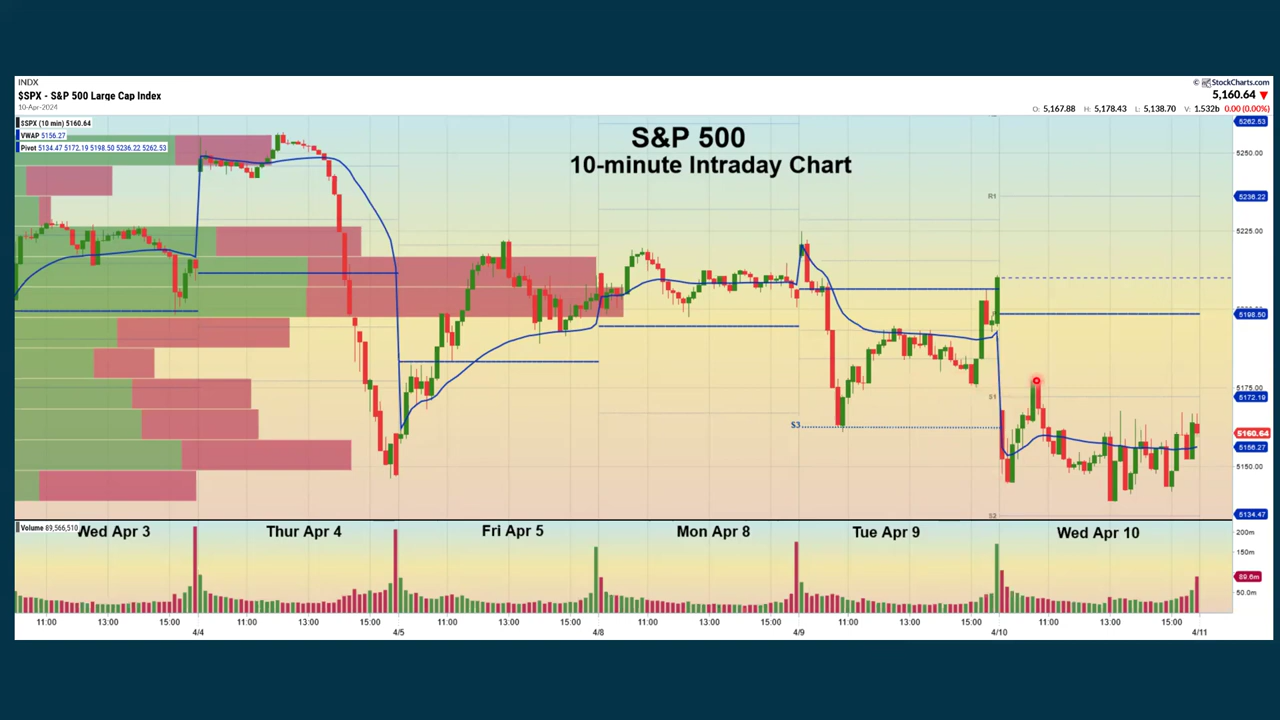 INDX
© StockCharts.com
$SPX - S&P 500 Large Cap Index
5,160.64
10-Apr-2024
O: 5,167.88 H: 5,178.43 L: 5,138.70 V: 1.532b 0.00 (0.00%)
$SPX (10 min) 5160.64
VWAP 5156.27
Pivot 5134.47 5172.19 5198.50 5236.22 5262.53
S&P 500
10-minute Intraday Chart
5262.53
5250.00
R1
5236.22
5225.00
5198.50
5175.00
S1
5172.19
S3
5160.64
5156.27
5150.00
S2
5134.47
Volume 89,566,510
Wed Apr 3
Thur Apr 4
Fri Apr 5
Mon Apr 8
Tue Apr 9
Wed Apr 10
200m
150m
89.6m
50.0m
11:00 13:00 15:00 11:00 13:00 15:00 11:00 13:00 15:00 11:00 13:00 15:00 11:00 13:00 15:00 11:00 13:00 15:00
4/4 4/5 4/8 4/9 4/10 4/11